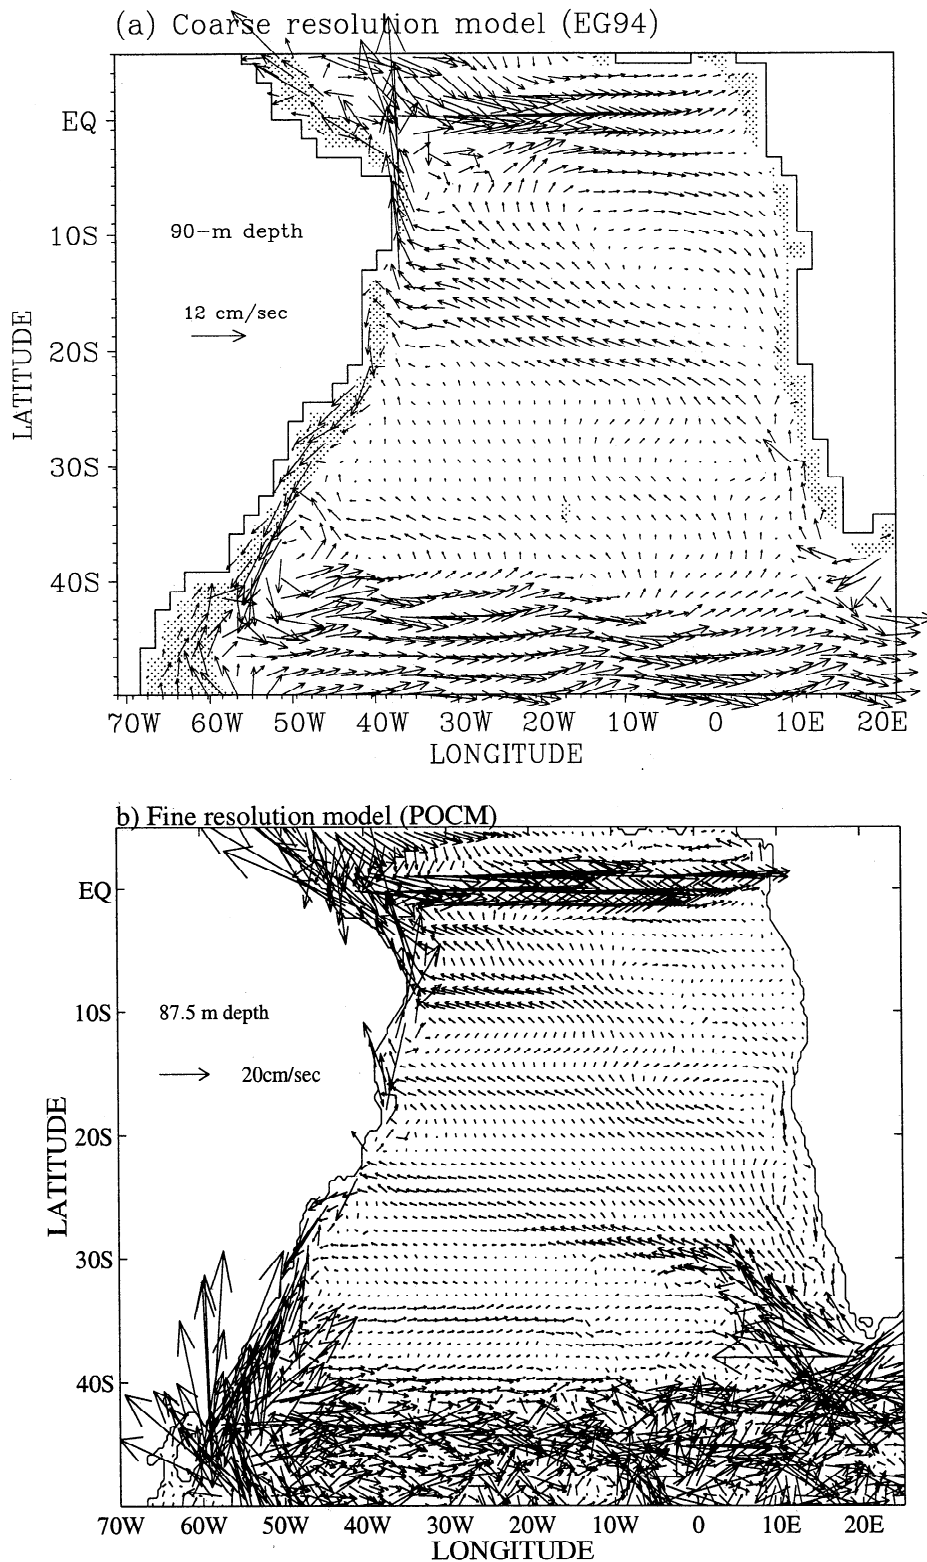 (a) Coarse resolution model (EG94)
EQ
10S
20S
30S
40S
LATITUDE
90-m depth
12 cm/sec
70W 60W 50W 40W 30W 20W 10W 0 10E 20E
LONGITUDE
b) Fine resolution model (POCM)
EQ
10S
20S
30S
40S
LATITUDE
87.5 m depth
20cm/sec
70W 60W 50W 40W 30W 20W 10W 0 10E 20E
LONGITUDE